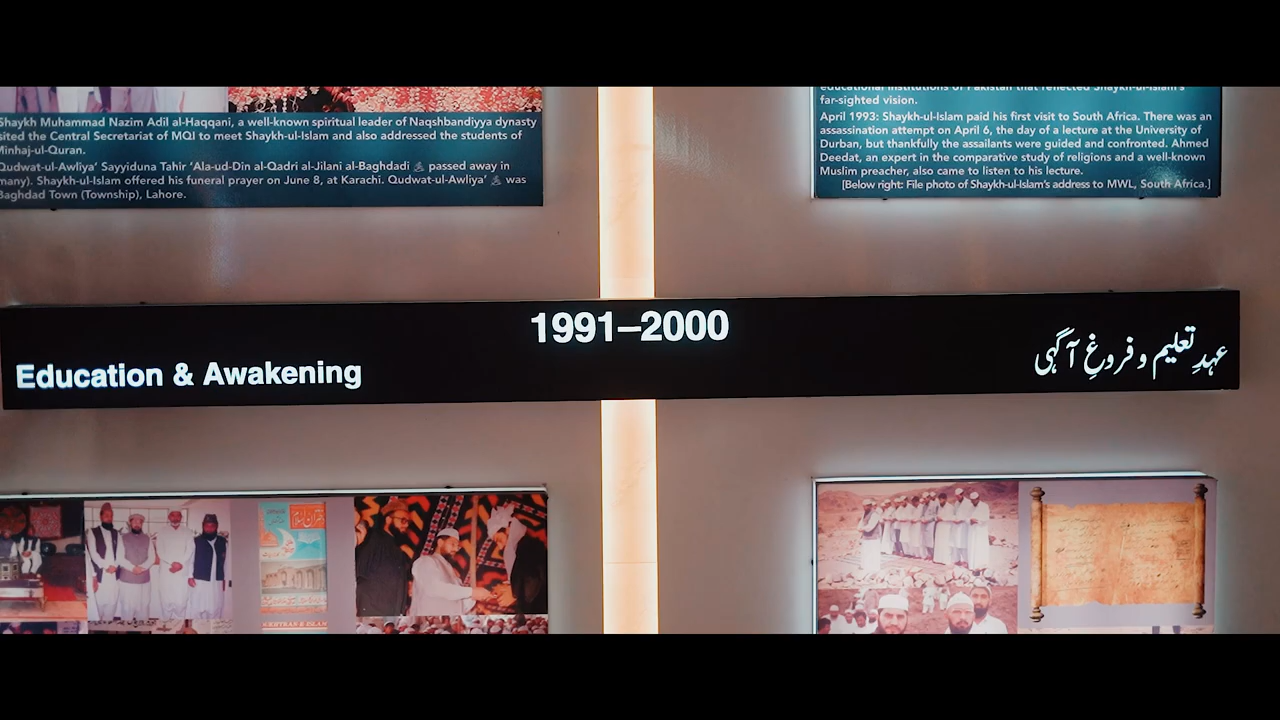 Shaykh Muhammad Nazim Adil al-Haqqani, a well-known spiritual leader of Naqshbandiyya dynasty
sited the Central Secretariat of MQI to meet Shaykh-ul-Islam and also addressed the students of
Minhaj-ul-Quran.
Qudwat-ul-Awliya' Sayyiduna Tahir 'Ala-ud-Din al-Qadri al-Jilani al-Baghdadi passed away in
many). Shaykh-ul-Islam offered his funeral prayer on June 8, at Karachi. Qudwat-ul-Awliya' was
Baghdad Town (Township), Lahore.
educational institutions of Pakistan that reflected Shaykh-ul-Islam's
far-sighted vision.
April 1993: Shaykh-ul-Islam paid his first visit to South Africa. There was an
assassination attempt on April 6, the day of a lecture at the University of
Durban, but thankfully the assailants were guided and confronted. Ahmed
Deedat, an expert in the comparative study of religions and a well-known
Muslim preacher, also came to listen to his lecture.
[Below right: File photo of Shaykh-ul-Islam's address to MWL, South Africa.]
1991–2000
Education & Awakening
عہدِ تعلیم و فروغِ آگہی